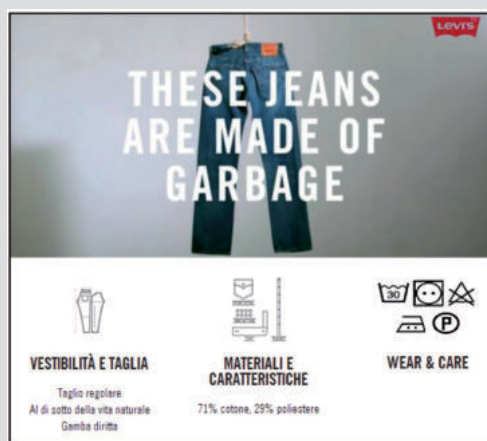 Levi's
THESE JEANS
ARE MADE OF
GARBAGE
30
P
VESTIBILITÀ E TAGLIA
Taglio regolare
Al di sotto della vita naturale
Gamba diritta
MATERIALI E
CARATTERISTICHE
71% cotone, 29% poliestere
WEAR & CARE